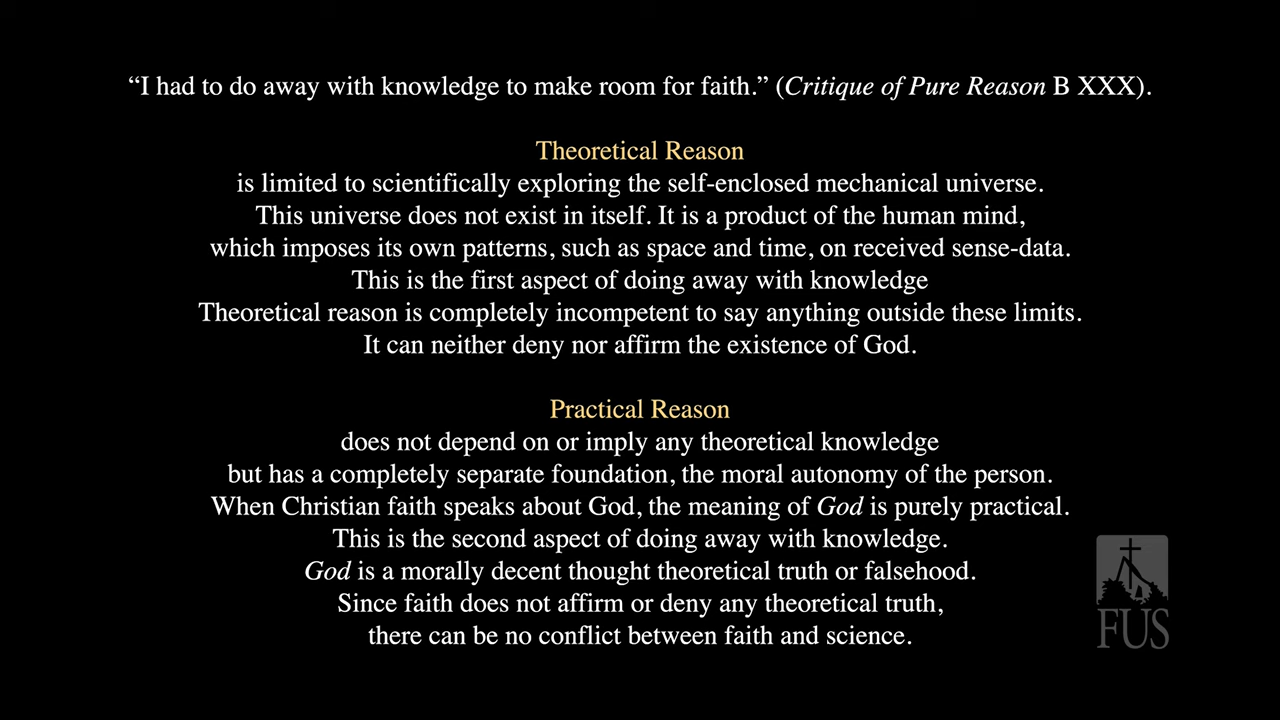 “I had to do away with knowledge to make room for faith.” (Critique of Pure Reason B XXX).
Theoretical Reason
is limited to scientifically exploring the self-enclosed mechanical universe.
This universe does not exist in itself. It is a product of the human mind,
which imposes its own patterns, such as space and time, on received sense-data.
This is the first aspect of doing away with knowledge
Theoretical reason is completely incompetent to say anything outside these limits.
It can neither deny nor affirm the existence of God.
Practical Reason
does not depend on or imply any theoretical knowledge
but has a completely separate foundation, the moral autonomy of the person.
When Christian faith speaks about God, the meaning of God is purely practical.
This is the second aspect of doing away with knowledge.
God is a morally decent thought theoretical truth or falsehood.
Since faith does not affirm or deny any theoretical truth,
there can be no conflict between faith and science.
FUS